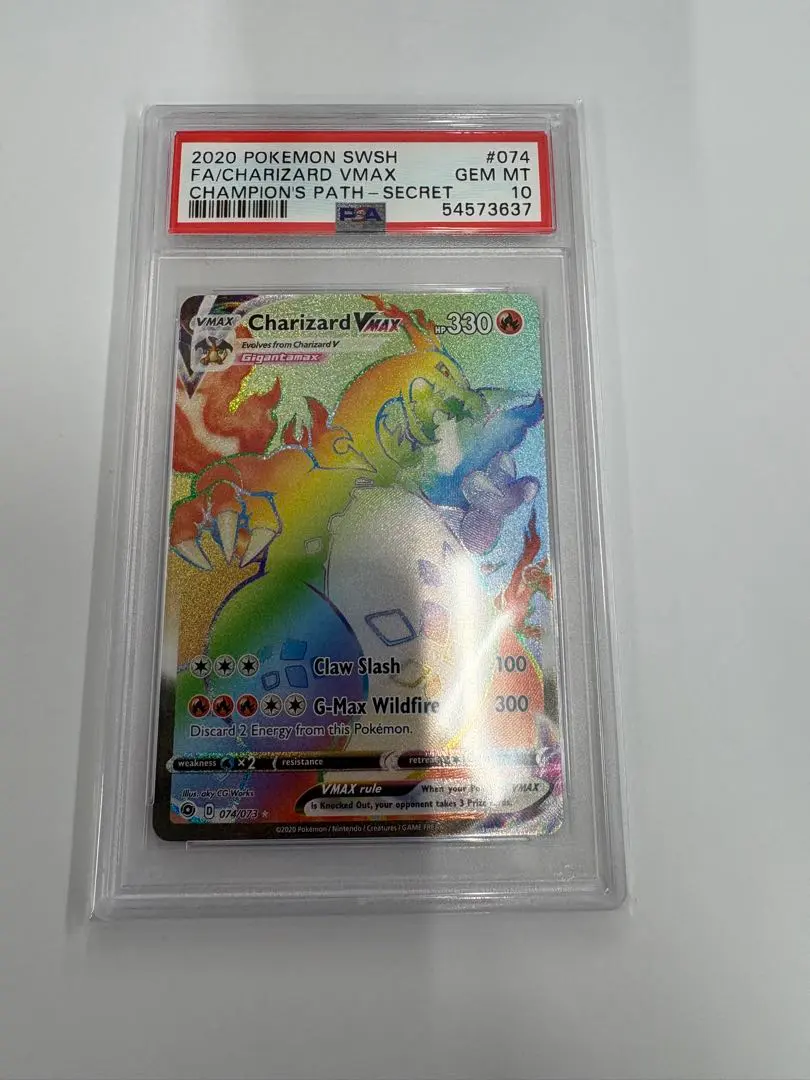 2020 POKEMON SWSH #074
FA/CHARIZARD VMAX GEM MT
CHAMPION'S PATH-SECRET 10
PSA 54573637
VMAX Charizard VMAX HP 330
Evolves from Charizard V
Gigantamax
Claw Slash 100
G-Max Wildfire 300
Discard 2 Energy from this Pokémon.
weakness ×2 resistance retreat
VMAX rule When your VMAX
is Knocked Out, your opponent takes 3 Prize
Illus. aky CG Works
D 074/073
©2020 Pokémon / Nintendo / Creatures / GAME FREAK